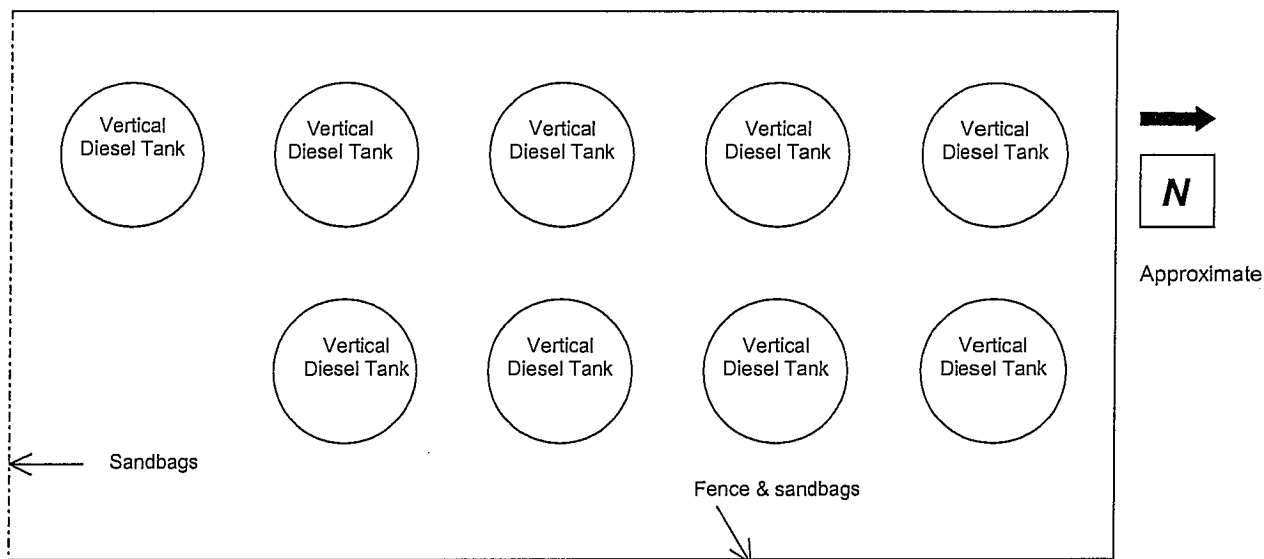 Vertical
Diesel Tank
Vertical
Diesel Tank
Vertical
Diesel Tank
Vertical
Diesel Tank
Vertical
Diesel Tank
N
Approximate
Vertical
Diesel Tank
Vertical
Diesel Tank
Vertical
Diesel Tank
Vertical
Diesel Tank
Sandbags
Fence & sandbags